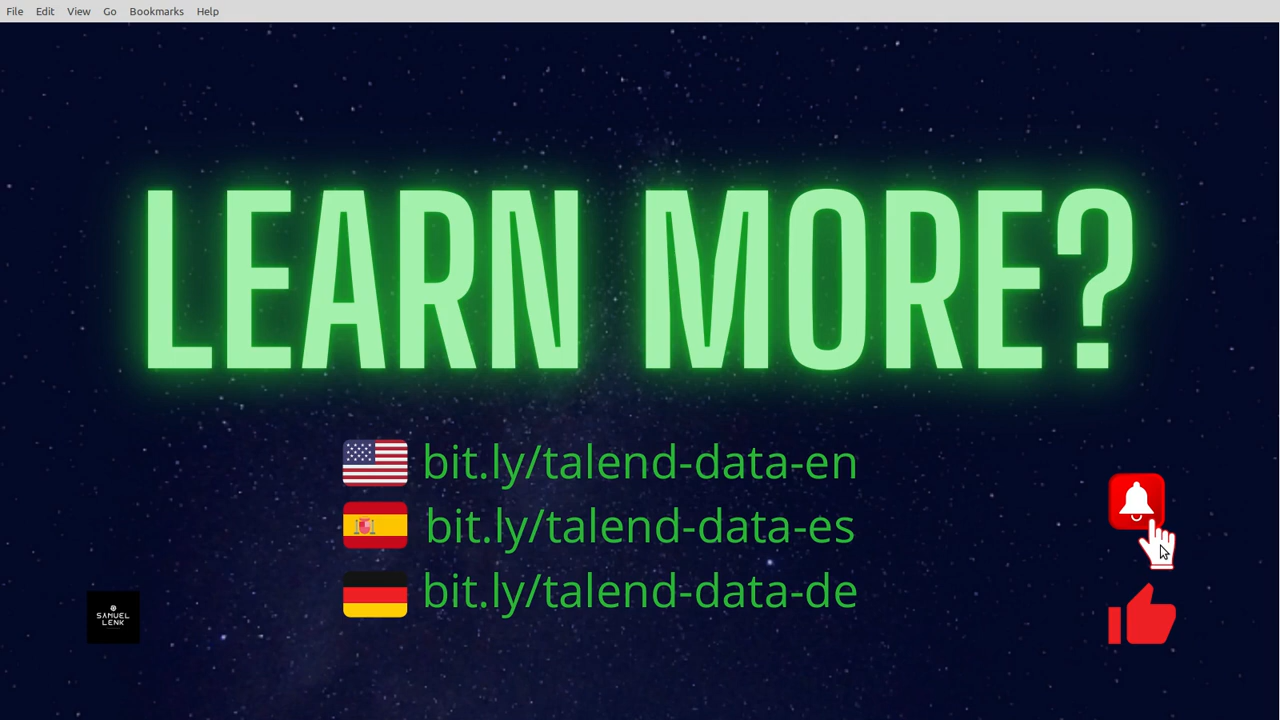 File Edit View Go Bookmarks Help
LEARN MORE?
bit.ly/talend-data-en
bit.ly/talend-data-es
bit.ly/talend-data-de
SAMUEL
LENK